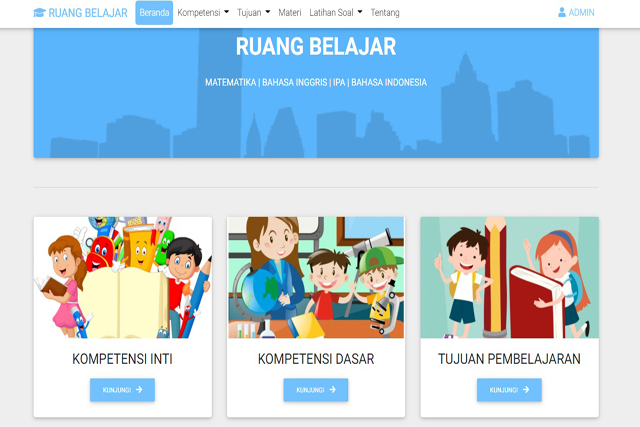 RUANG BELAJAR Beranda Kompetensi Tujuan Materi Latihan Soal Tentang ADMIN
RUANG BELAJAR
MATEMATIKA | BAHASA INGGRIS | IPA | BAHASA INDONESIA
KOMPETENSI INTI
KUNJUNGI
KOMPETENSI DASAR
KUNJUNGI
TUJUAN PEMBELAJARAN
KUNJUNGI